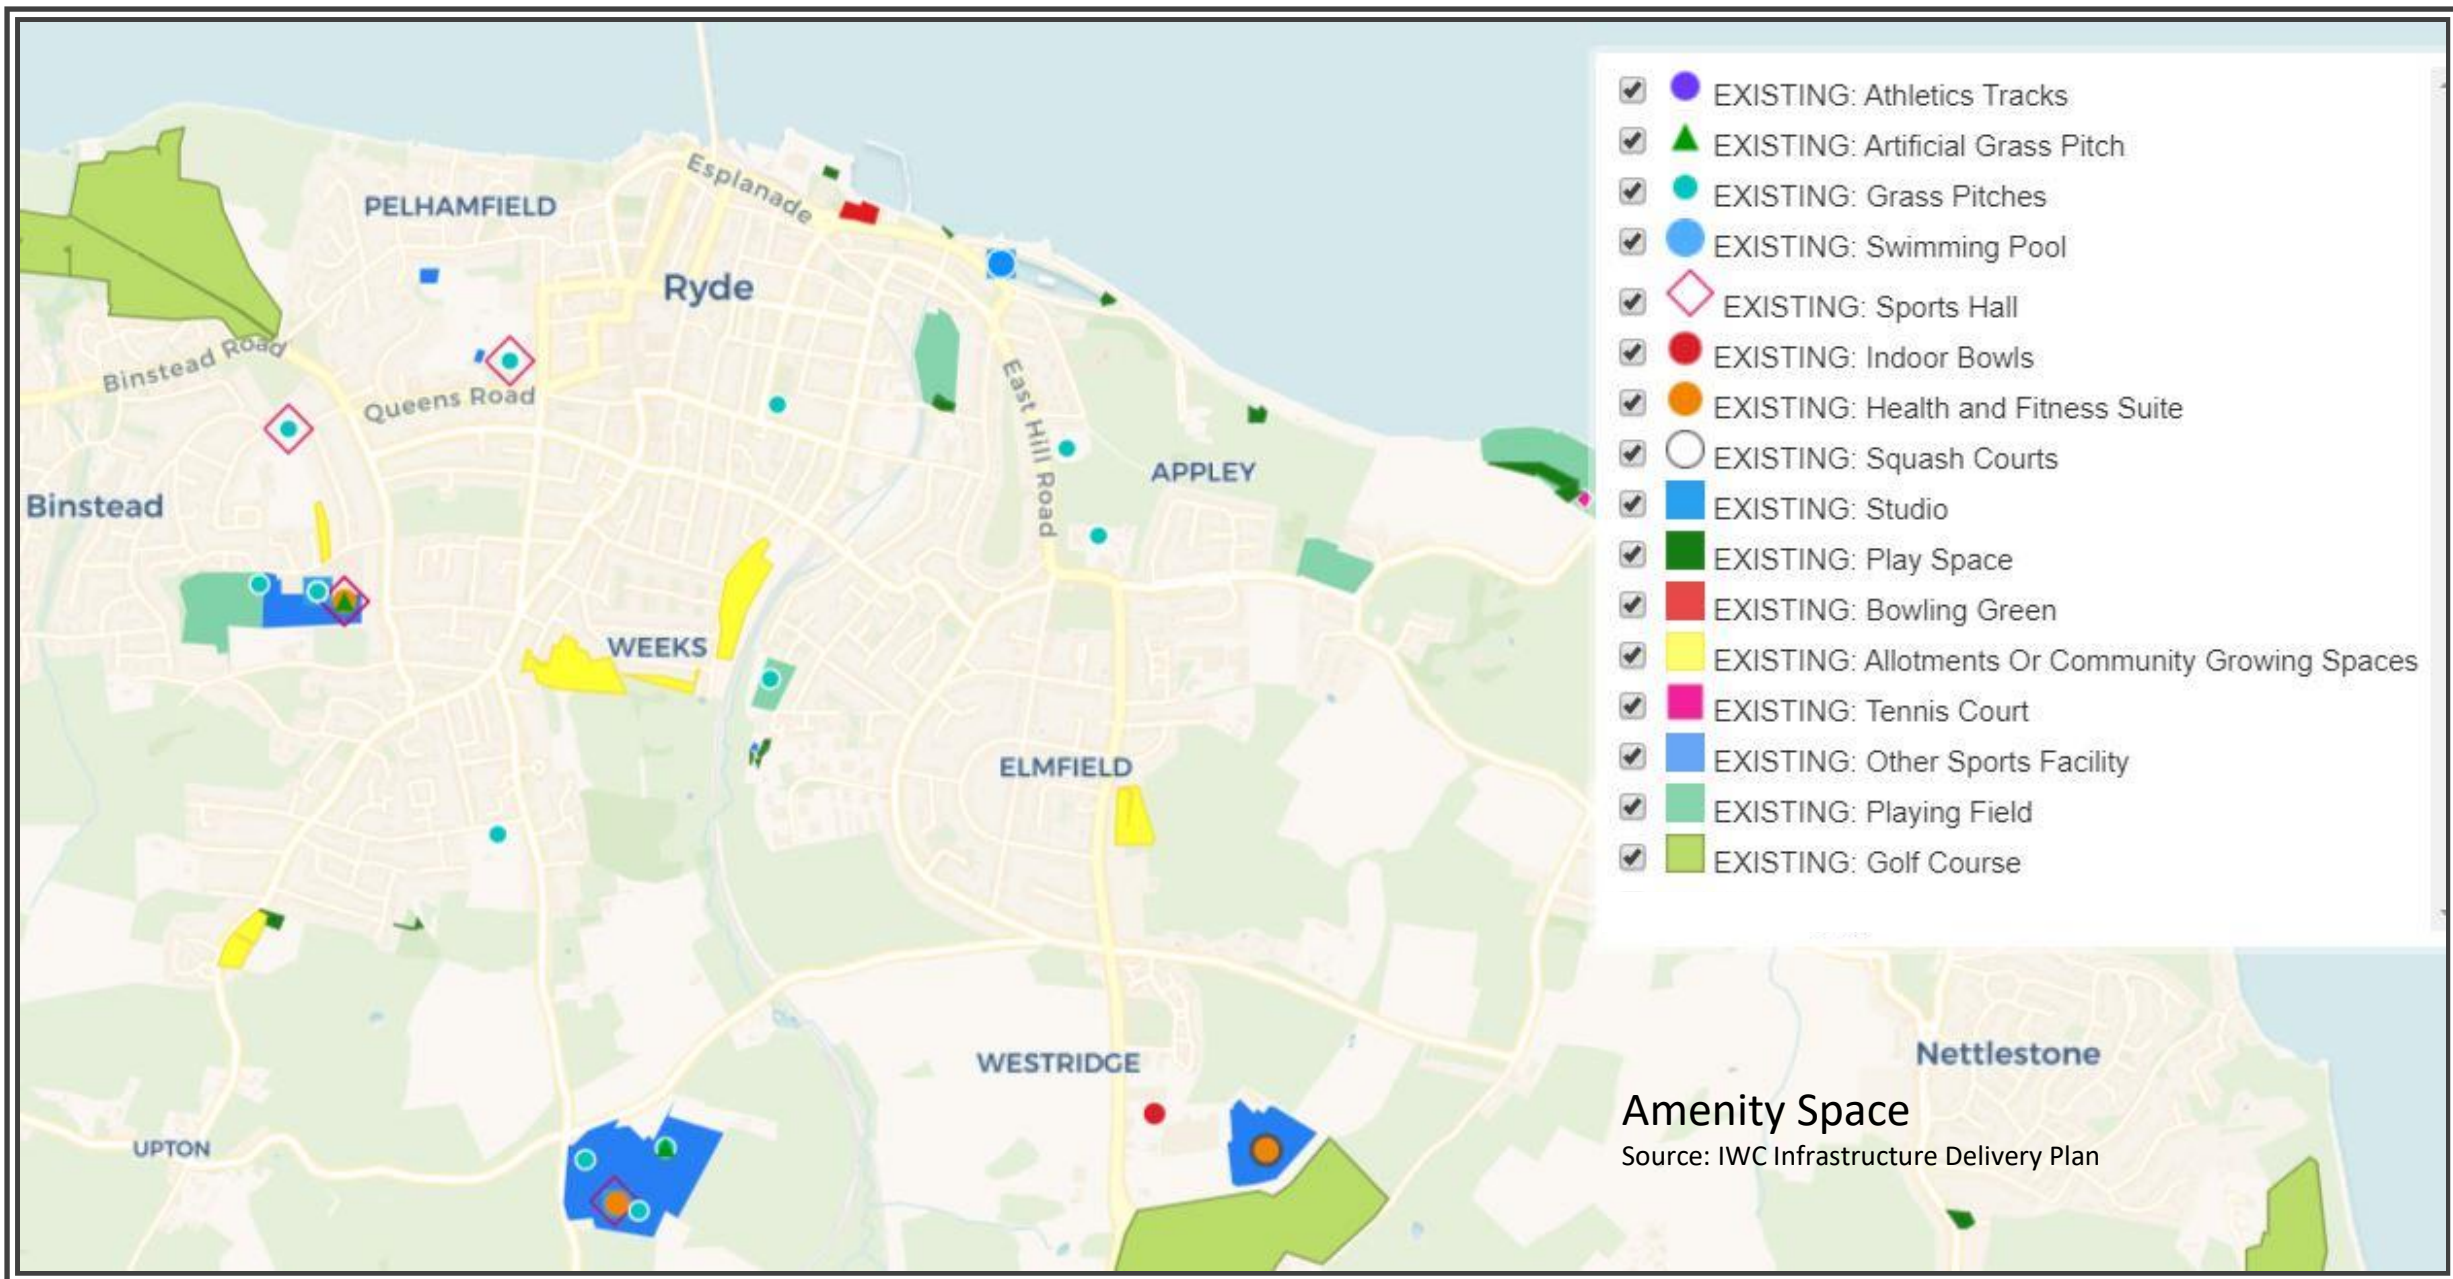 EXISTING: Athletics Tracks
EXISTING: Artificial Grass Pitch
EXISTING: Grass Pitches
EXISTING: Swimming Pool
EXISTING: Sports Hall
EXISTING: Indoor Bowls
EXISTING: Health and Fitness Suite
EXISTING: Squash Courts
EXISTING: Studio
EXISTING: Play Space
EXISTING: Bowling Green
EXISTING: Allotments Or Community Growing Spaces
EXISTING: Tennis Court
EXISTING: Other Sports Facility
EXISTING: Playing Field
EXISTING: Golf Course
Esplanade
PELHAMFIELD
Ryde
Binstead Road
Queens Road
East Hill Road
APPLEY
Binstead
WEEKS
ELMFIELD
WESTRIDGE
Nettlestone
UPTON
Amenity Space
Source: IWC Infrastructure Delivery Plan